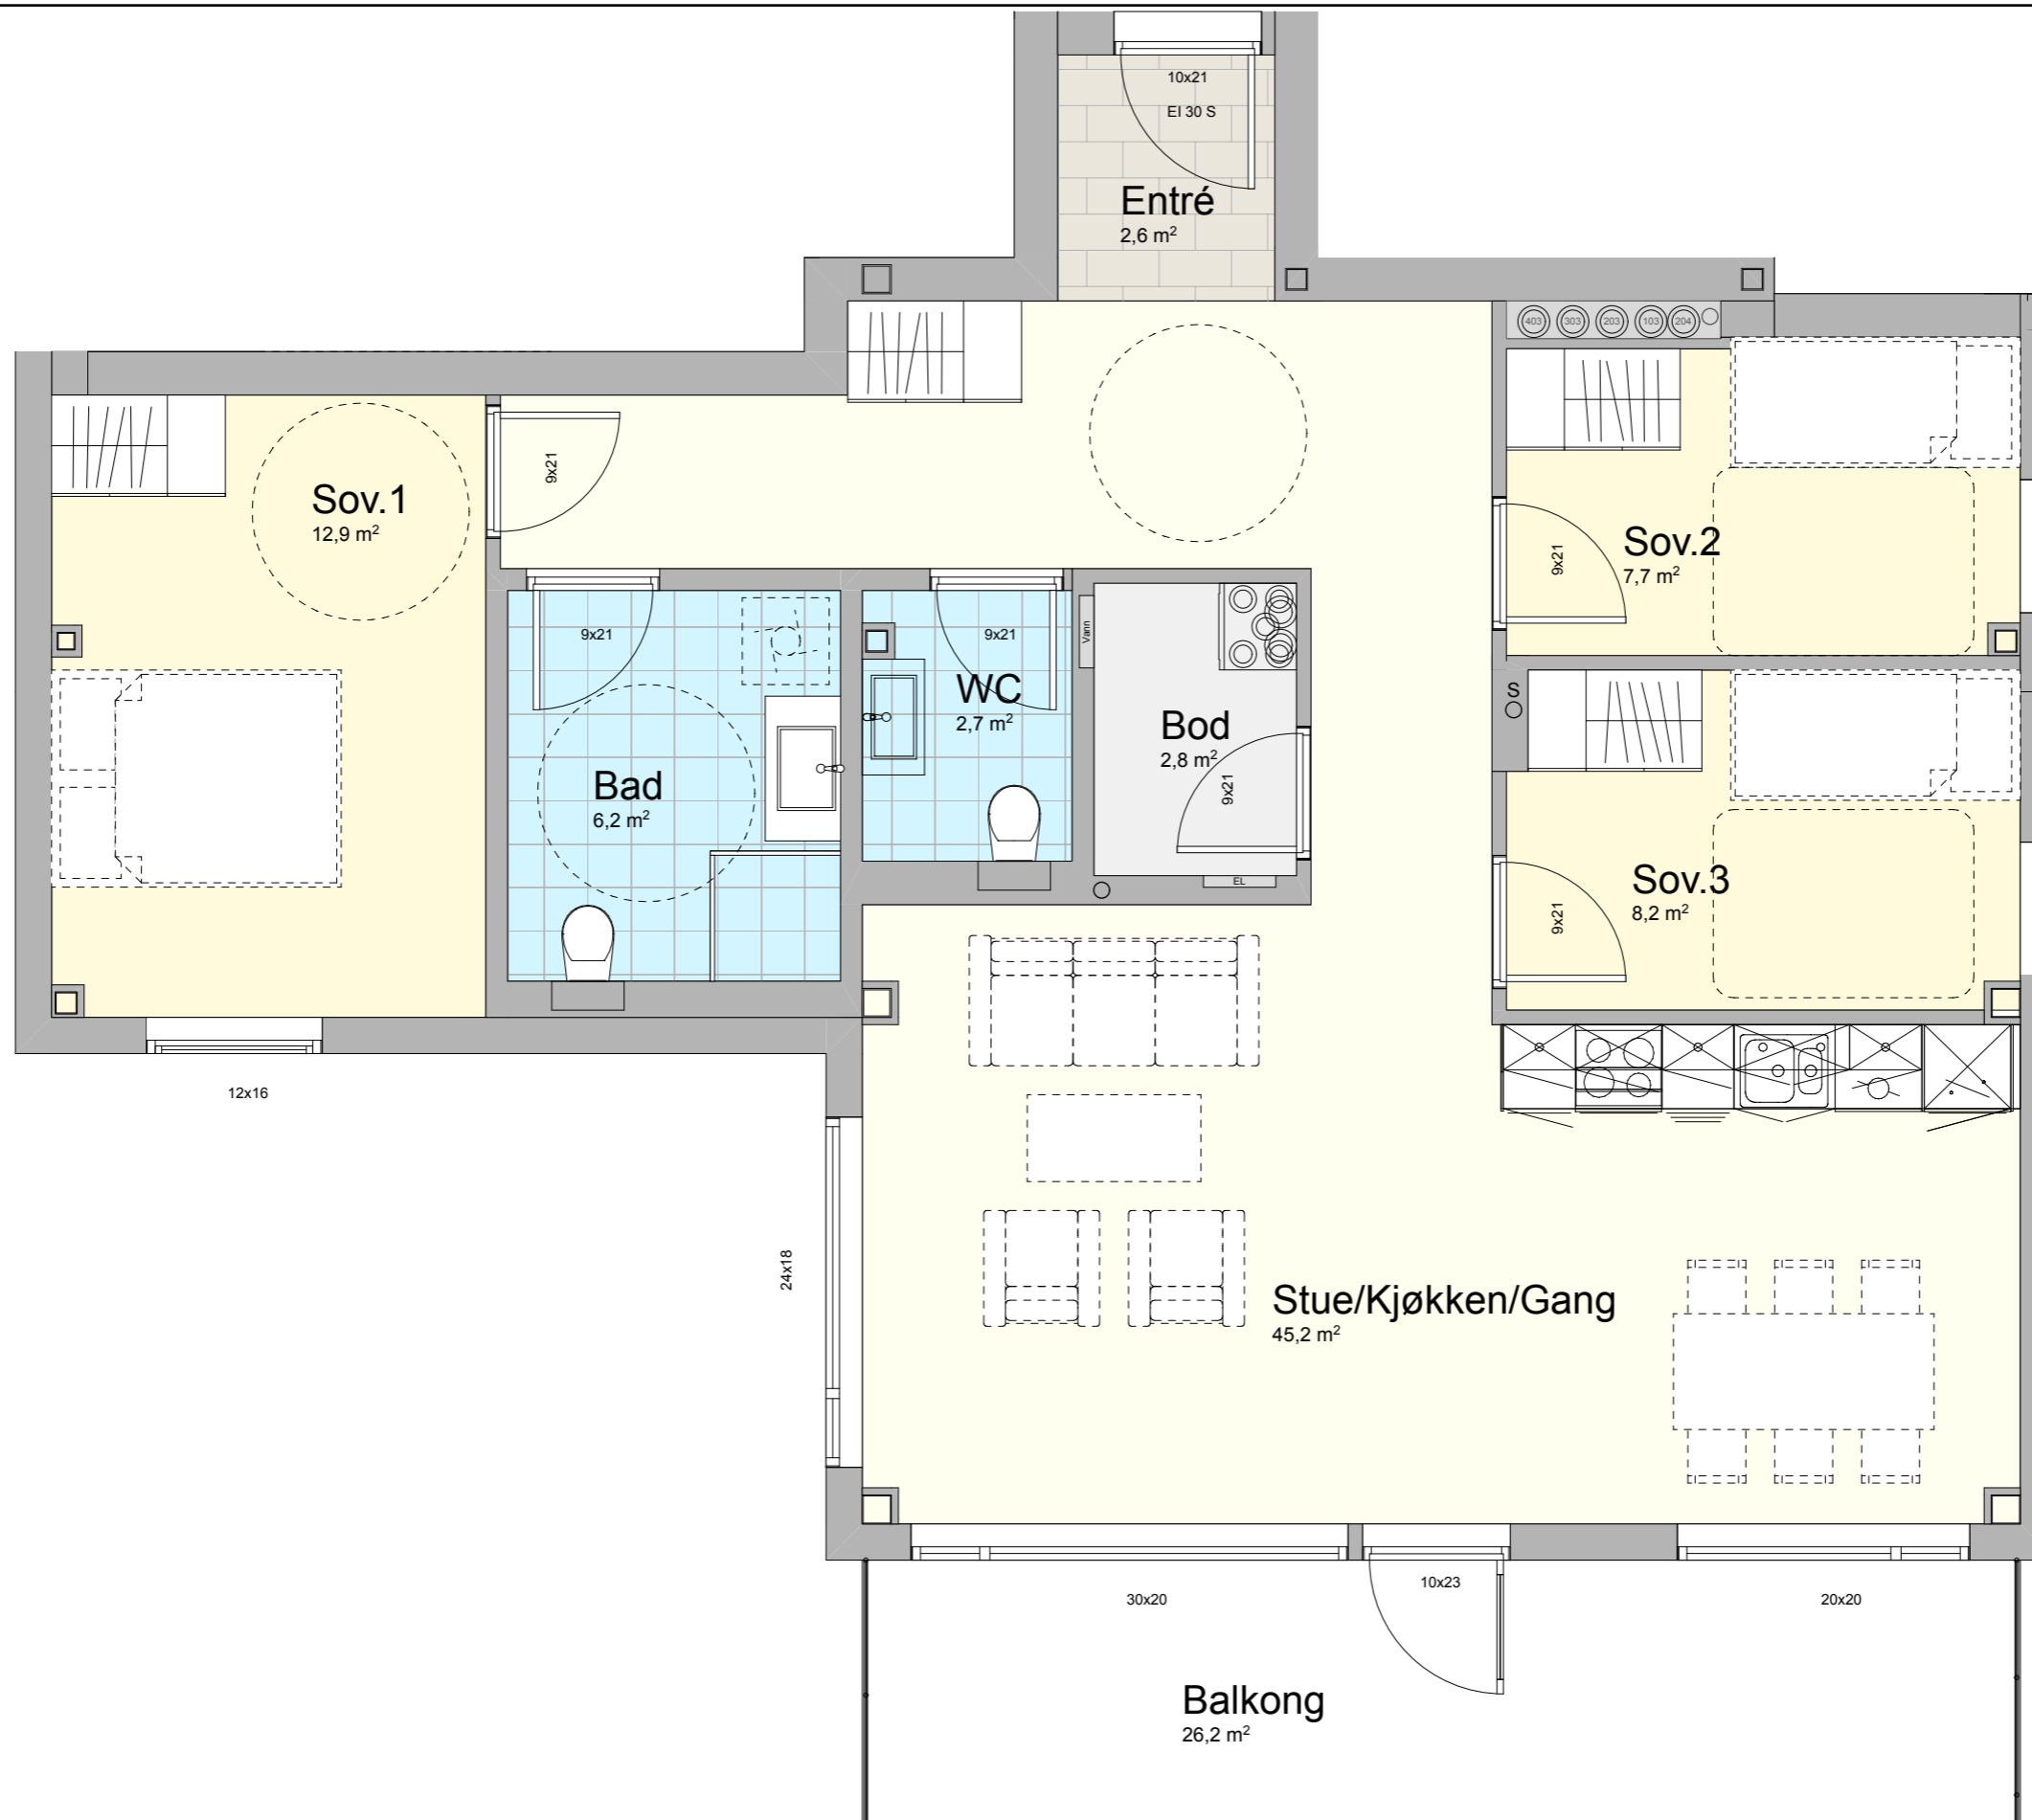 10x21
EI 30 S
Entré
2,6 m²
403 303 203 103 204
Sov.1
12,9 m²
9x21
Sov.2
7,7 m²
9x21
9x21
9x21
Vann
WC
2,7 m²
S
Bod
2,8 m²
9x21
Bad
6,2 m²
EL
Sov.3
8,2 m²
9x21
12x16
24x18
Stue/Kjøkken/Gang
45,2 m²
10x23
30x20
20x20
Balkong
26,2 m²